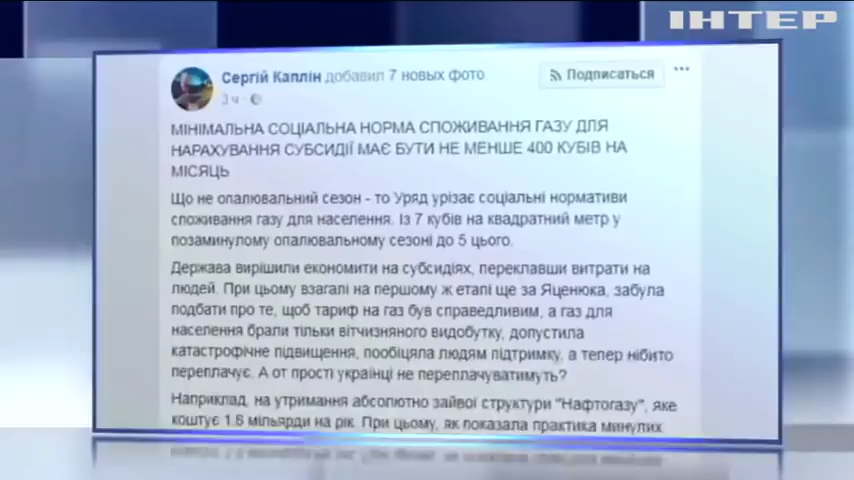 ІНТЕР
Сергій Каплін добавил 7 новых фото
Подписаться
3 ч
МІНІМАЛЬНА СОЦІАЛЬНА НОРМА СПОЖИВАННЯ ГАЗУ ДЛЯ
НАРАХУВАННЯ СУБСИДІЇ МАЄ БУТИ НЕ МЕНШЕ 400 КУБІВ НА
МІСЯЦЬ
Що не опалювальний сезон - то Уряд урізає соціальні нормативи
споживання газу для населення. Із 7 кубів на квадратний метр у
позаминулому опалювальному сезоні до 5 цього.
Держава вирішили економити на субсидіях, переклавши витрати на
людей. При цьому взагалі на першому ж етапі ще за Яценюка, забула
подбати про те, щоб тариф на газ був справедливим, а газ для
населення брали тільки вітчизняного видобутку, допустила
катастрофічне підвищення, пообіцяла людям підтримку, а тепер нібито
переплачує. А от прості українці не переплачуватимуть?
Наприклад, на утримання абсолютно зайвої структури "Нафтогазу", яке
коштує 1.8 мільярди на рік. При цьому, як показала практика минулих